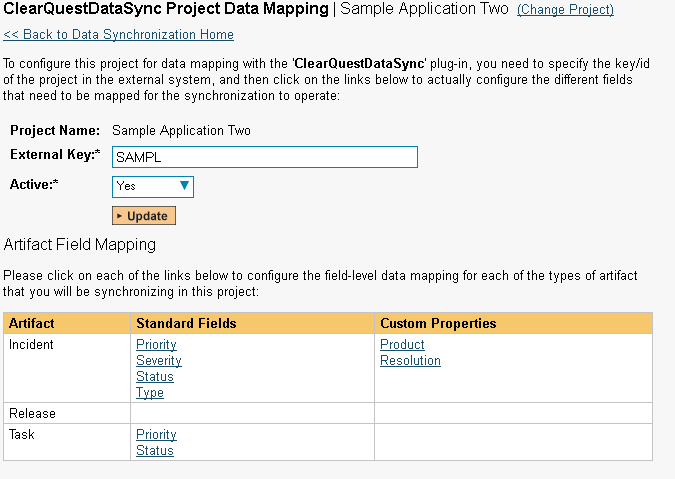 ClearQuestDataSync Project Data Mapping | Sample Application Two (Change Project)
<< Back to Data Synchronization Home
To configure this project for data mapping with the 'ClearQuestDataSync' plug-in, you need to specify the key/id
of the project in the external system, and then click on the links below to actually configure the different fields
that need to be mapped for the synchronization to operate:
Project Name: Sample Application Two
External Key:* SAMPL
Active:* Yes
Update
Artifact Field Mapping
Please click on each of the links below to configure the field-level data mapping for each of the types of artifact
that you will be synchronizing in this project:
Artifact Standard Fields Custom Properties
Incident Priority Product
Severity Resolution
Status
Type
Release
Task Priority
Status